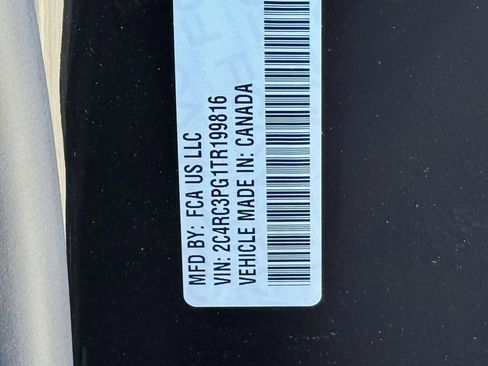 MFD BY: FCA US LLC
VIN: 2C4RC3PG1TR199816
VEHICLE MADE IN: CANADA